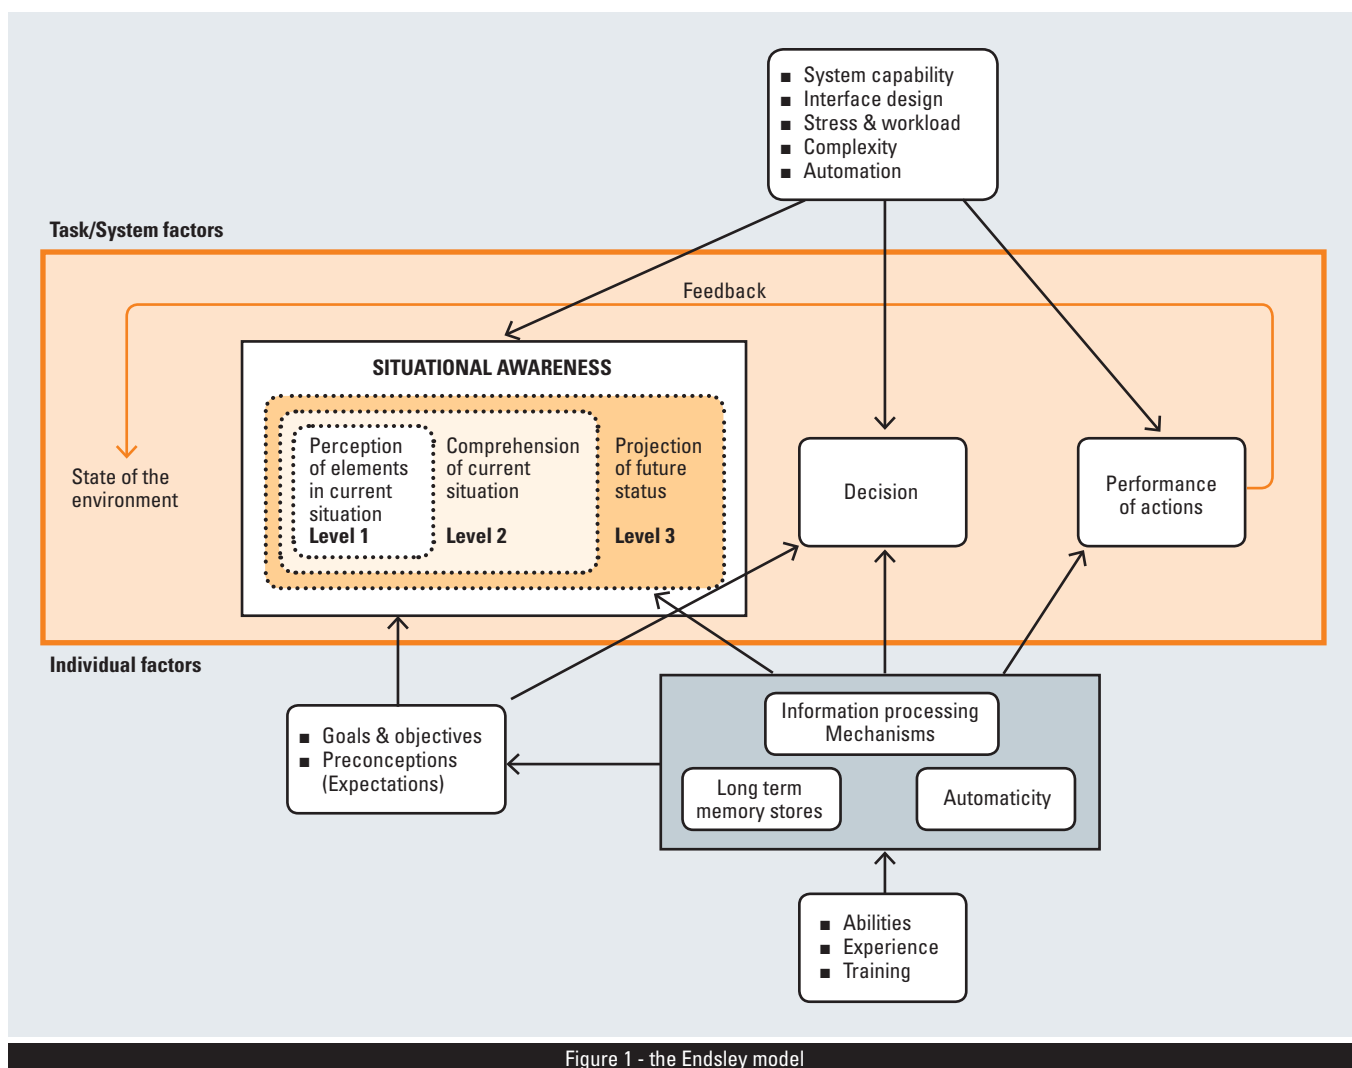 ■ System capability
■ Interface design
■ Stress & workload
■ Complexity
■ Automation
Task/System factors
Feedback
SITUATIONAL AWARENESS
Perception
of elements
in current
situation
Level 1
Comprehension
of current
situation
Level 2
Projection
of future
status
Level 3
State of the
environment
Decision
Performance
of actions
Individual factors
■ Goals & objectives
■ Preconceptions
(Expectations)
Information processing
Mechanisms
Long term
memory stores
Automaticity
■ Abilities
■ Experience
■ Training
Figure 1 - the Endsley model